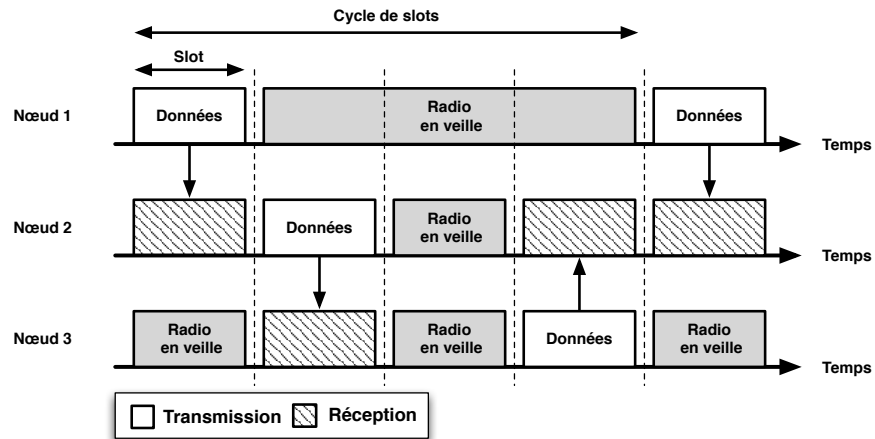 Cycle de slots
Slot
Nœud 1
Données
Radio
en veille
Données
Temps
Nœud 2
Données
Radio
en veille
Temps
Nœud 3
Radio
en veille
Radio
en veille
Données
Radio
en veille
Temps
Transmission
Réception